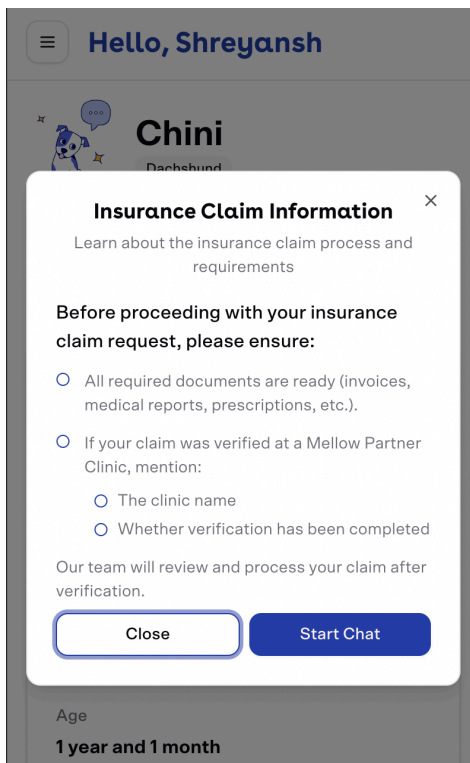 Hello, Shreyansh
Chini
Dachshund
Insurance Claim Information
Learn about the insurance claim process and
requirements
Before proceeding with your insurance
claim request, please ensure:
All required documents are ready (invoices,
medical reports, prescriptions, etc.).
If your claim was verified at a Mellow Partner
Clinic, mention:
The clinic name
Whether verification has been completed
Our team will review and process your claim after
verification.
Close
Start Chat
Age
1 year and 1 month